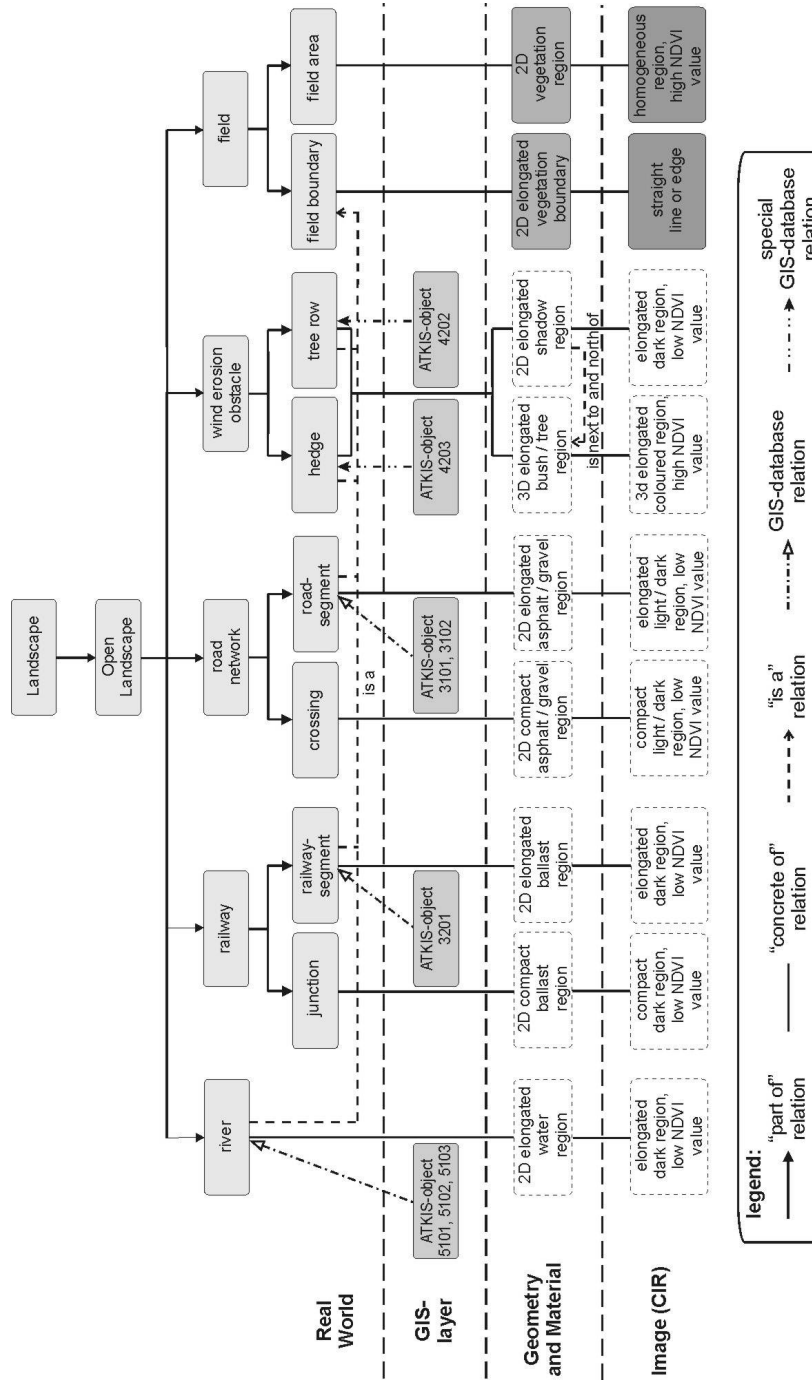 Landscape
Open
Landscape
river
railway
road
network
wind erosion
obstacle
field
Real
World
junction
railway-
segment
crossing
road-
segment
hedge
tree row
field boundary
field area
is a
GIS-
layer
ATKIS-object
5101, 5102, 5103
ATKIS-object
3201
ATKIS-object
3101, 3102
ATKIS-object
4203
ATKIS-object
4202
Geometry
and Material
2D elongated
water
region
2D compact
ballast
region
2D elongated
ballast
region
2D compact
asphalt / gravel
region
2D elongated
asphalt / gravel
region
3D elongated
bush / tree
region
2D elongated
shadow
region
2D elongated
vegetation
boundary
2D
vegetation
region
is next to and north of
Image (CIR)
elongated
dark region,
low NDVI
value
compact
dark region,
low NDVI
value
elongated
dark region,
low NDVI
value
compact
light / dark
region, low
NDVI value
elongated
light / dark
region, low
NDVI value
3d elongated
coloured region,
high NDVI
value
elongated
dark region,
low NDVI
value
straight
line or edge
homogeneous
region,
high NDVI
value
legend:
"part of"
relation
"concrete of"
relation
"is a"
relation
GIS-database
relation
special
GIS-database
relation